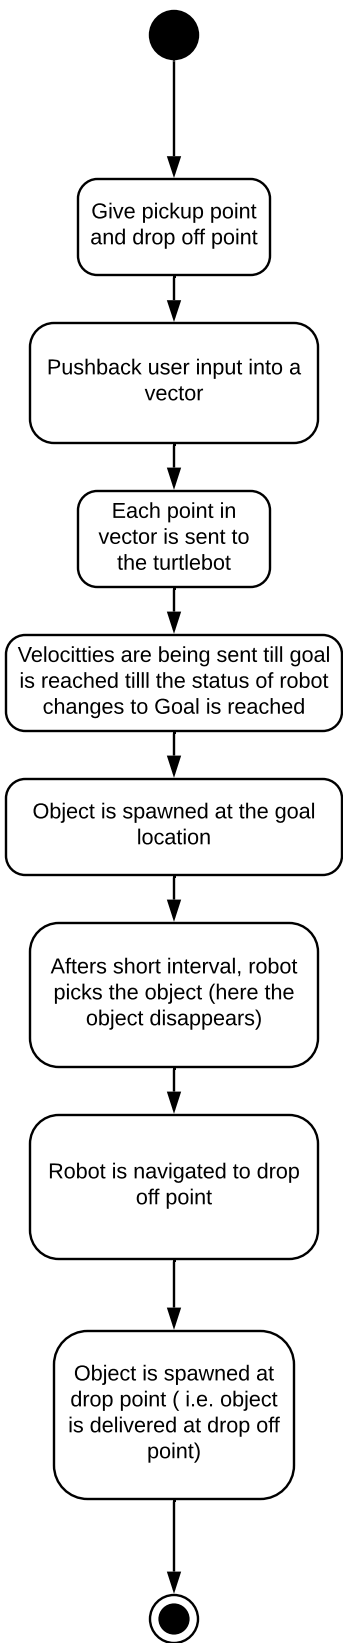 Give pickup point
and drop off point
Pushback user input into a
vector
Each point in
vector is sent to
the turtlebot
Velocitties are being sent till goal
is reached tilll the status of robot
changes to Goal is reached
Object is spawned at the goal
location
Afters short interval, robot
picks the object (here the
object disappears)
Robot is navigated to drop
off point
Object is spawned at
drop point ( i.e. object
is delivered at drop off
point)